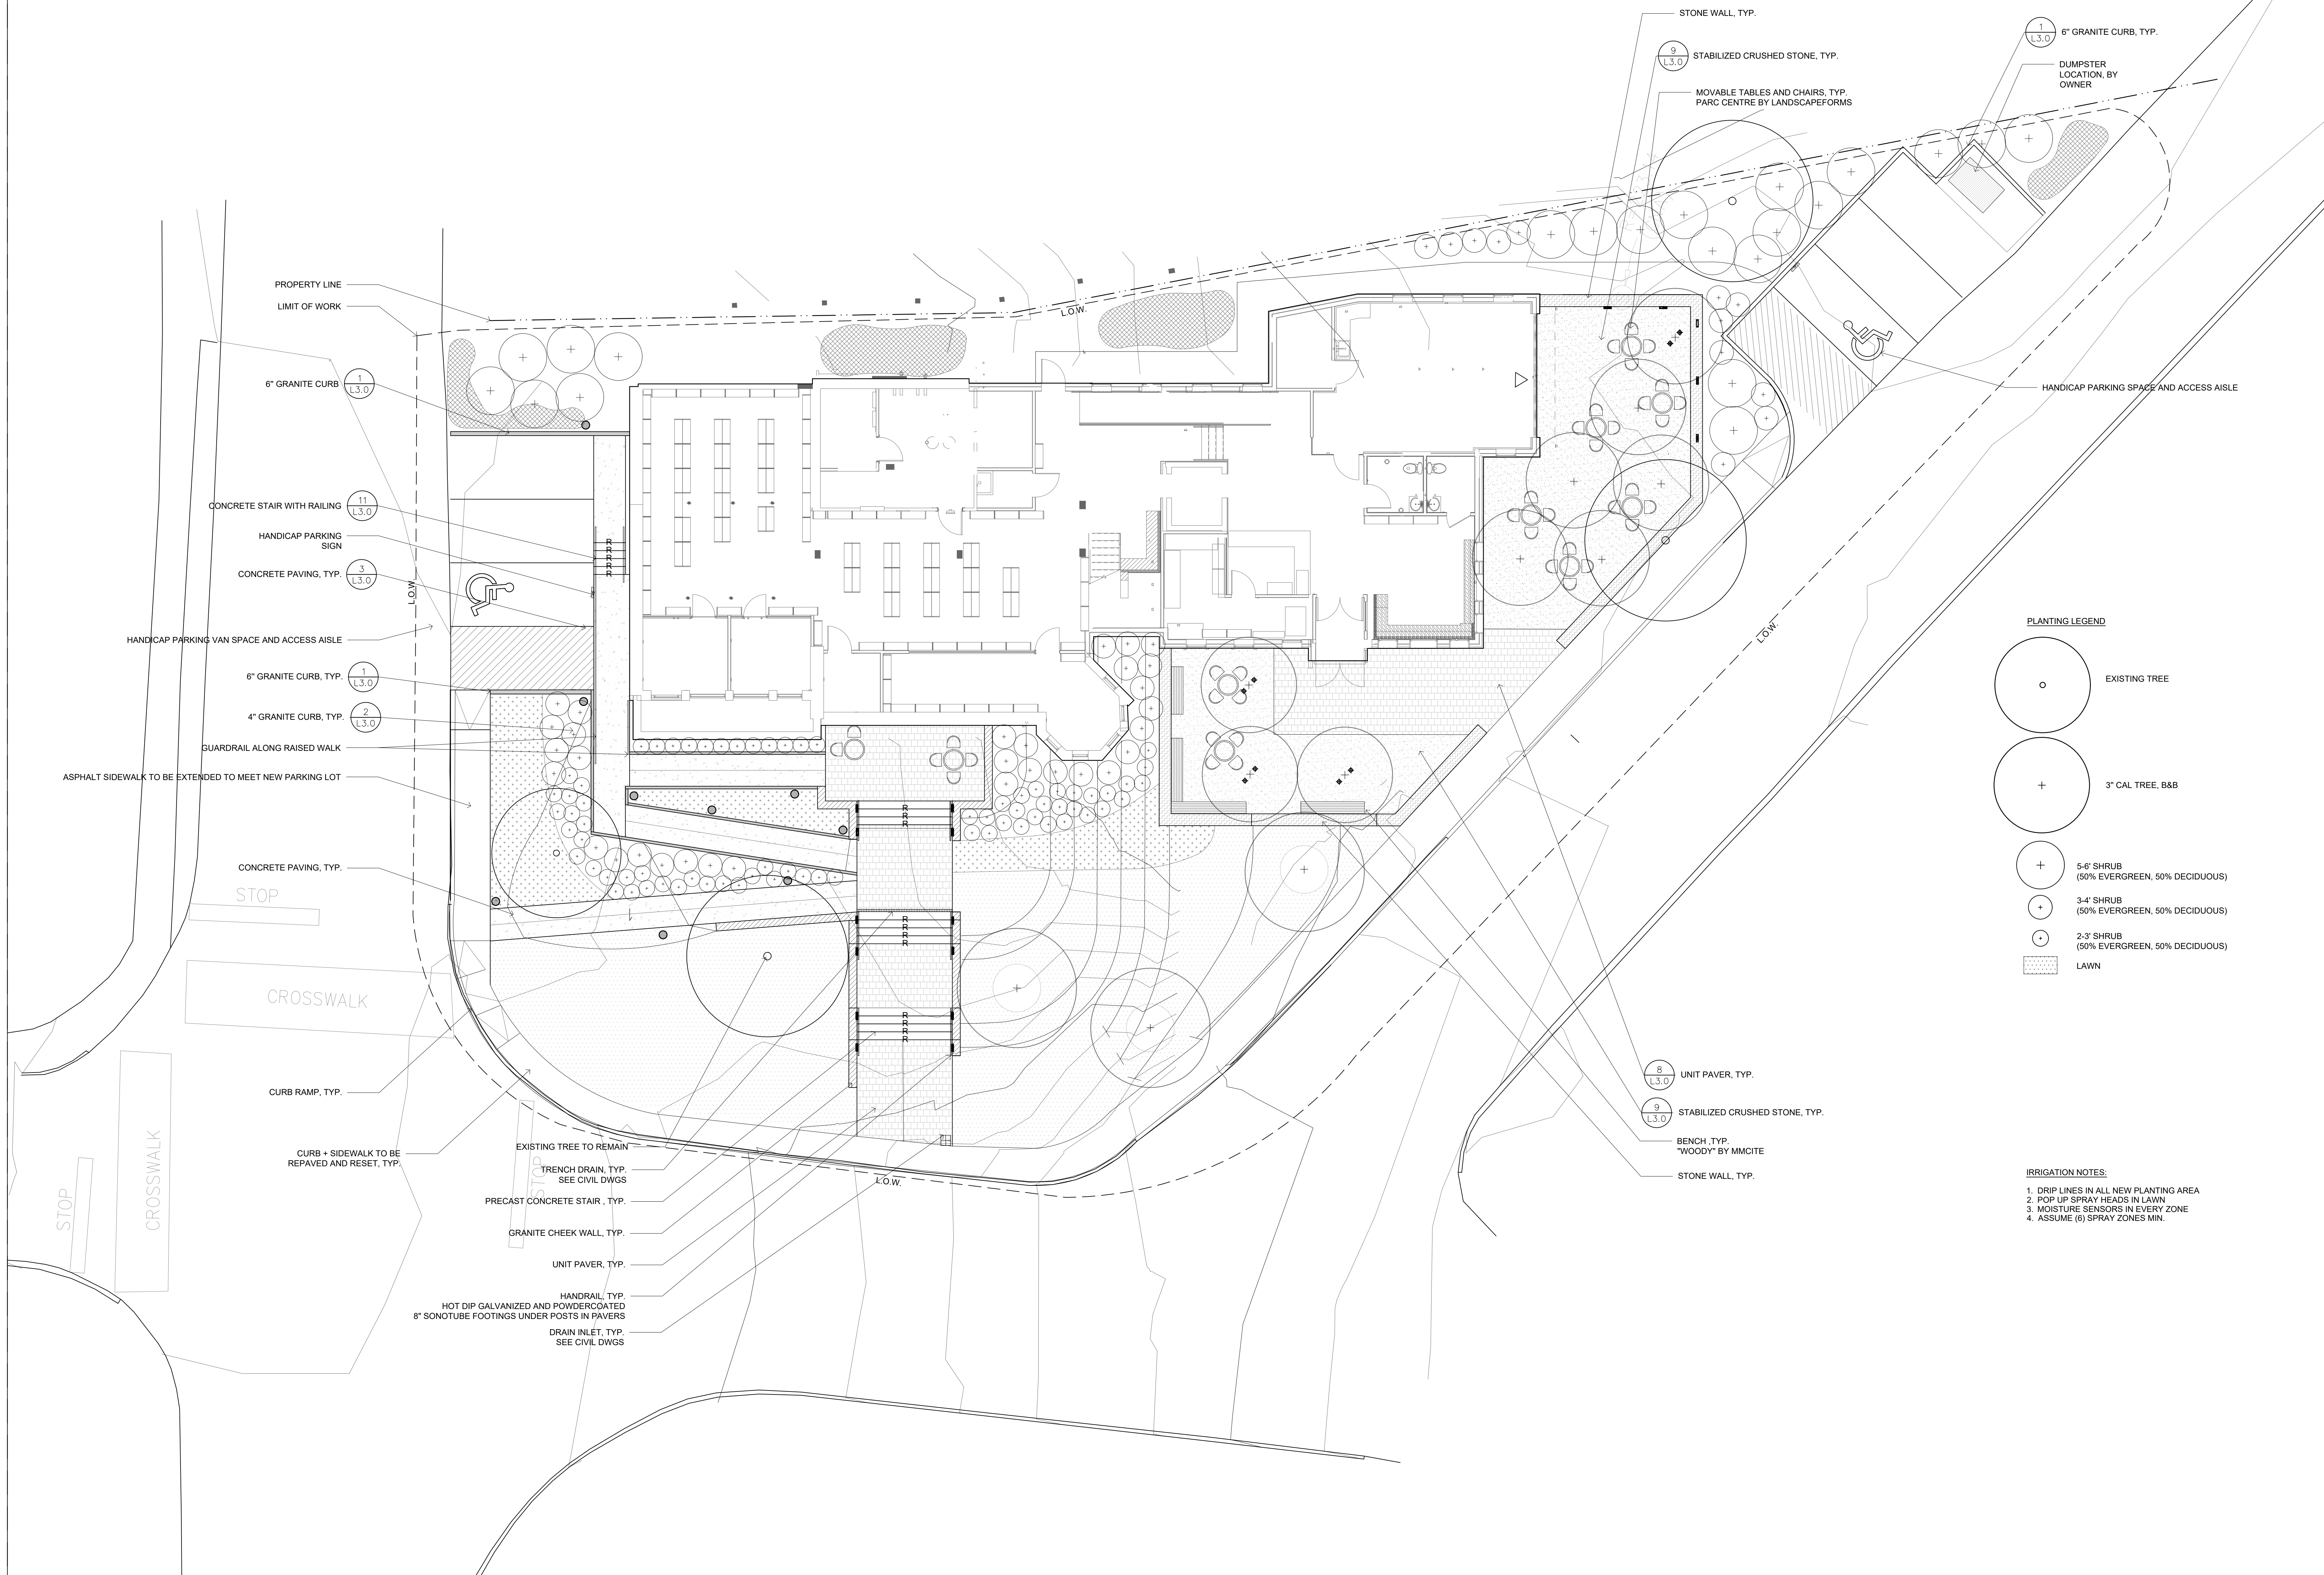 STONE WALL, TYP.
9
L3.0
STABILIZED CRUSHED STONE, TYP.
MOVABLE TABLES AND CHAIRS, TYP.
PARC CENTRE BY LANDSCAPEFORMS
1
L3.0
6" GRANITE CURB, TYP.
DUMPSTER
LOCATION, BY
OWNER
HANDICAP PARKING SPACE AND ACCESS AISLE
PROPERTY LINE
LIMIT OF WORK
L.O.W.
6" GRANITE CURB
1
L3.0
CONCRETE STAIR WITH RAILING
11
L3.0
R
R
R
R
R
HANDICAP PARKING
SIGN
CONCRETE PAVING, TYP.
3
L3.0
L.O.W.
HANDICAP PARKING VAN SPACE AND ACCESS AISLE
6" GRANITE CURB, TYP.
1
L3.0
4" GRANITE CURB, TYP.
2
L3.0
GUARDRAIL ALONG RAISED WALK
ASPHALT SIDEWALK TO BE EXTENDED TO MEET NEW PARKING LOT
CONCRETE PAVING, TYP.
STOP
CROSSWALK
CURB RAMP, TYP.
CURB + SIDEWALK TO BE
REPAVED AND RESET, TYP.
STOP
CROSSWALK
STOP
R
R
R
R
R
R
R
R
R
R
R
EXISTING TREE TO REMAIN
TRENCH DRAIN, TYP.
SEE CIVIL DWGS
PRECAST CONCRETE STAIR , TYP.
GRANITE CHEEK WALL, TYP.
UNIT PAVER, TYP.
HANDRAIL, TYP.
HOT DIP GALVANIZED AND POWDERCOATED
8" SONOTUBE FOOTINGS UNDER POSTS IN PAVERS
DRAIN INLET, TYP.
SEE CIVIL DWGS
L.O.W.
L.O.W.
8
L3.0
UNIT PAVER, TYP.
9
L3.0
STABILIZED CRUSHED STONE, TYP.
BENCH ,TYP.
"WOODY" BY MMCITE
STONE WALL, TYP.
PLANTING LEGEND
EXISTING TREE
3" CAL TREE, B&B
5-6' SHRUB
(50% EVERGREEN, 50% DECIDUOUS)
3-4' SHRUB
(50% EVERGREEN, 50% DECIDUOUS)
2-3' SHRUB
(50% EVERGREEN, 50% DECIDUOUS)
LAWN
IRRIGATION NOTES:
1. DRIP LINES IN ALL NEW PLANTING AREA
2. POP UP SPRAY HEADS IN LAWN
3. MOISTURE SENSORS IN EVERY ZONE
4. ASSUME (6) SPRAY ZONES MIN.